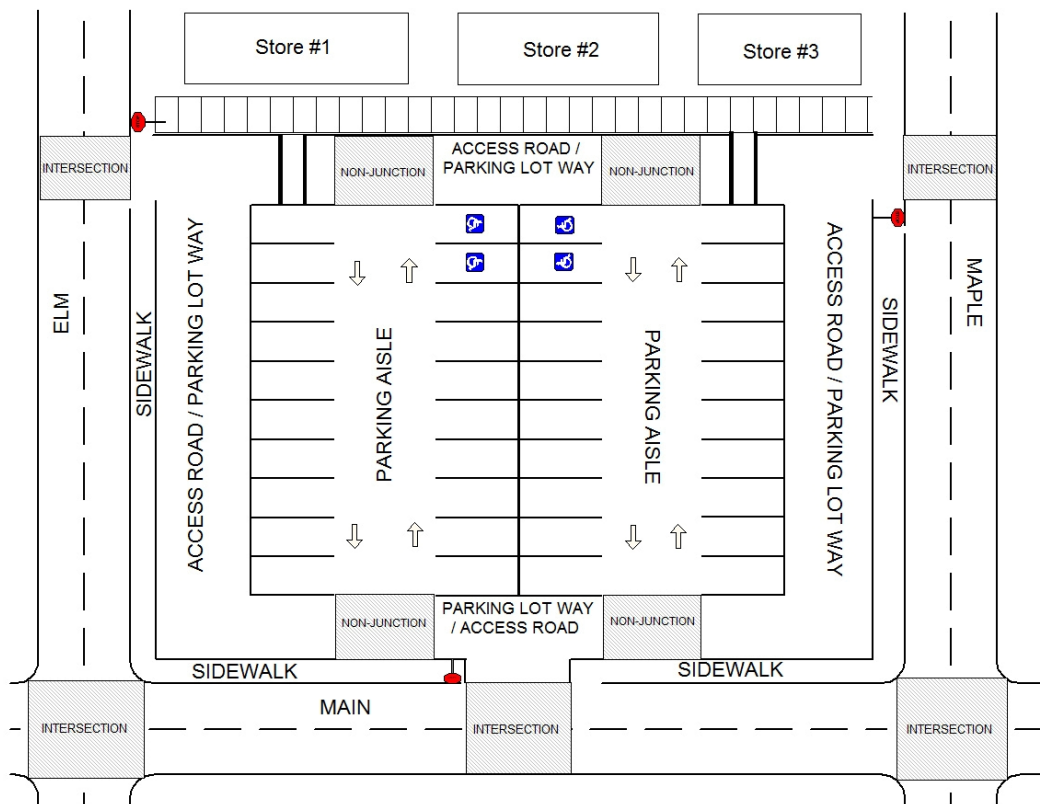 Store #1
Store #2
Store #3
INTERSECTION
NON-JUNCTION
ACCESS ROAD /
PARKING LOT WAY
NON-JUNCTION
INTERSECTION
ELM
SIDEWALK
ACCESS ROAD / PARKING LOT WAY
PARKING AISLE
PARKING AISLE
ACCESS ROAD / PARKING LOT WAY
SIDEWALK
MAPLE
NON-JUNCTION
PARKING LOT WAY
/ ACCESS ROAD
NON-JUNCTION
SIDEWALK
SIDEWALK
MAIN
INTERSECTION
INTERSECTION
INTERSECTION